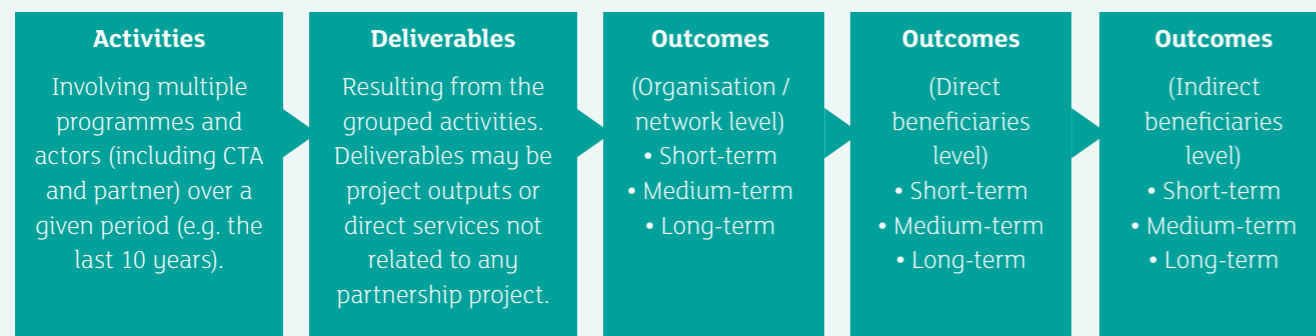 Activities
Involving multiple
programmes and
actors (including CTA
and partner) over a
given period (e.g. the
last 10 years).
Deliverables
Resulting from the
grouped activities.
Deliverables may be
project outputs or
direct services not
related to any
partnership project.
Outcomes
(Organisation /
network level)
• Short-term
• Medium-term
• Long-term
Outcomes
(Direct
beneficiaries
level)
• Short-term
• Medium-term
• Long-term
Outcomes
(Indirect
beneficiaries
level)
• Short-term
• Medium-term
• Long-term